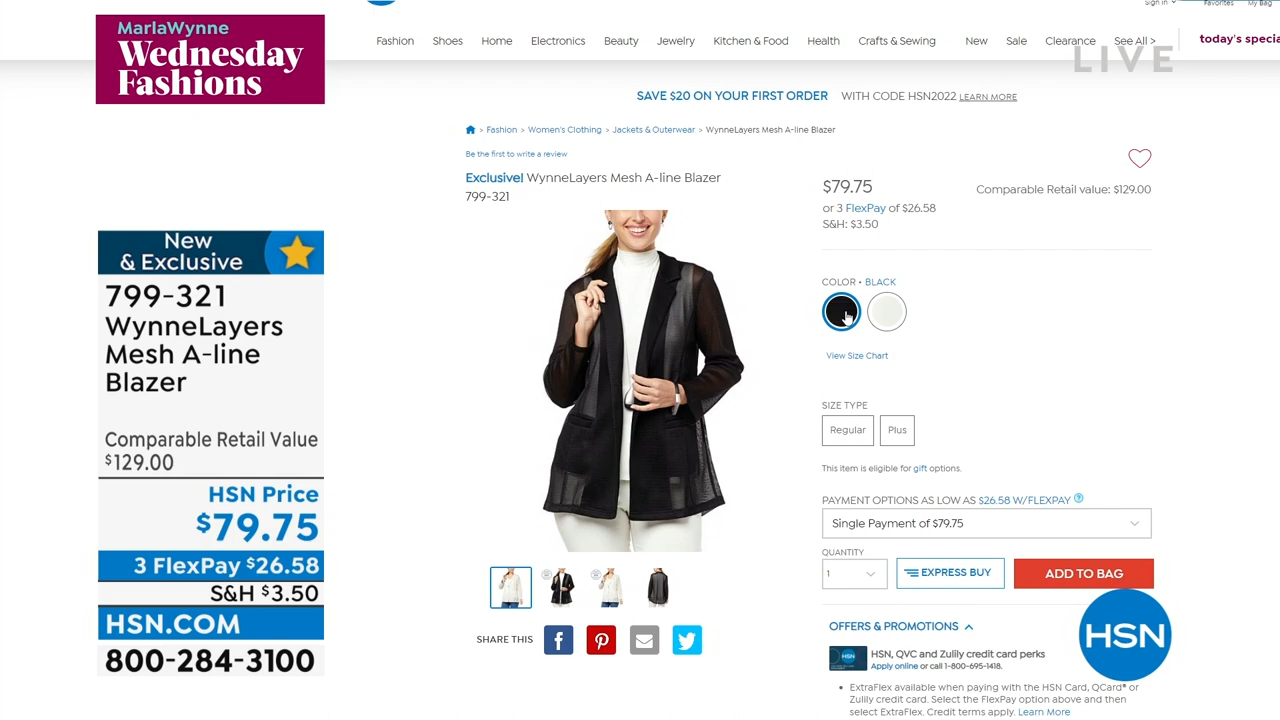 Sign in
Favorites
My Bag
MarlaWynne
Wednesday
Fashions
Fashion Shoes Home Electronics Beauty Jewelry Kitchen & Food Health Crafts & Sewing New Sale Clearance See All >
today's specia
LIVE
SAVE $20 ON YOUR FIRST ORDER WITH CODE HSN2022 LEARN MORE
> Fashion > Women's Clothing > Jackets & Outerwear > WynneLayers Mesh A-line Blazer
Be the first to write a review
Exclusive! WynneLayers Mesh A-line Blazer
799-321
$79.75
Comparable Retail value: $129.00
or 3 FlexPay of $26.58
S&H: $3.50
COLOR • BLACK
View Size Chart
SIZE TYPE
Regular Plus
This item is eligible for gift options.
PAYMENT OPTIONS AS LOW AS $26.58 W/FLEXPAY ?
Single Payment of $79.75
QUANTITY
1
EXPRESS BUY
ADD TO BAG
SHARE THIS
OFFERS & PROMOTIONS
HSN
HSN, QVC and Zulily credit card perks
Apply online or call 1-800-695-1418.
• ExtraFlex available when paying with the HSN Card, QCard® or
Zulily credit card. Select the FlexPay option above and then
select ExtraFlex. Credit terms apply. Learn More
HSN
New
& Exclusive
799-321
WynneLayers
Mesh A-line
Blazer
Comparable Retail Value
$129.00
HSN Price
$79.75
3 FlexPay $26.58
S&H $3.50
HSN.COM
800-284-3100